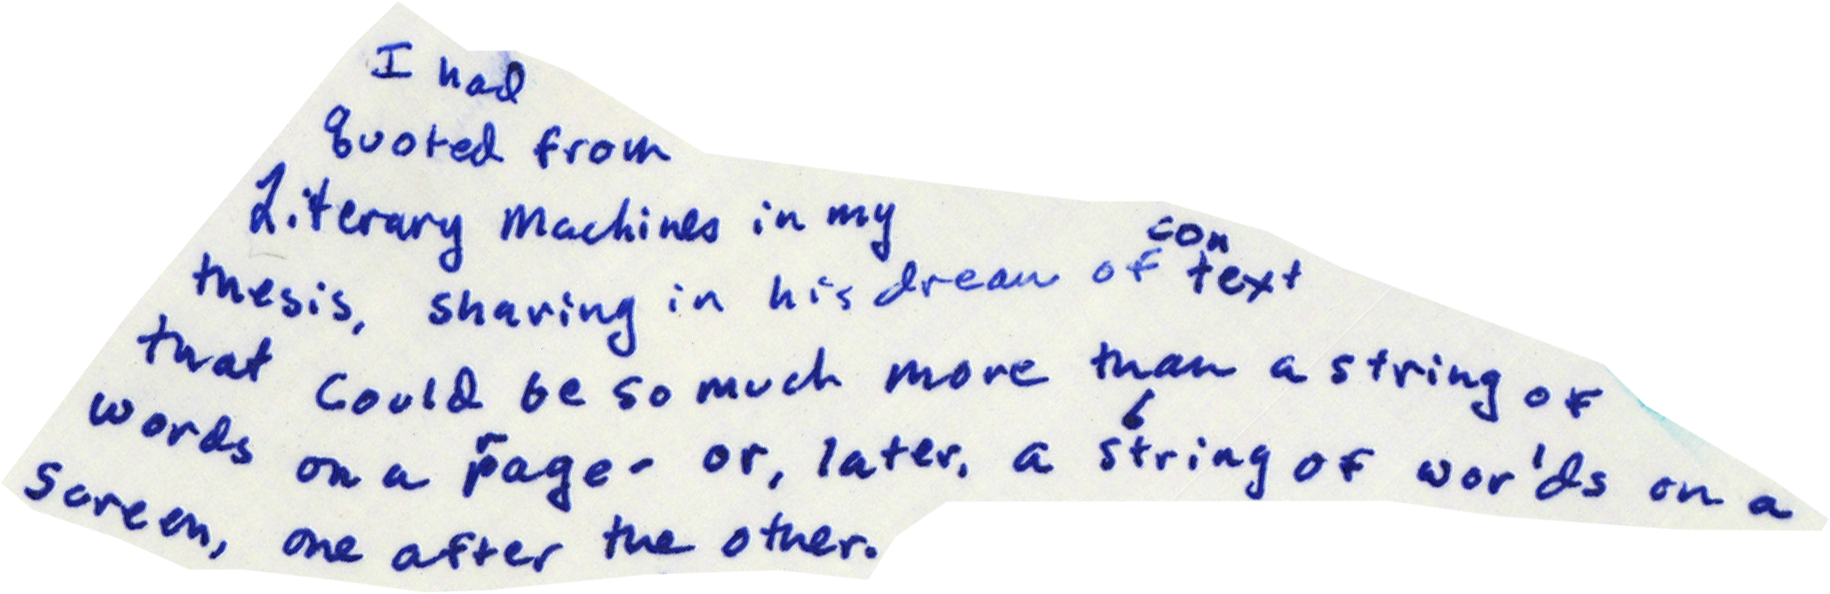 I had
quoted from
Literary Machines in my
con
thesis, sharing in his dream of text
that could be so much more than a string of
words on a page - or, later, a string of words on a
screen, one after the other.